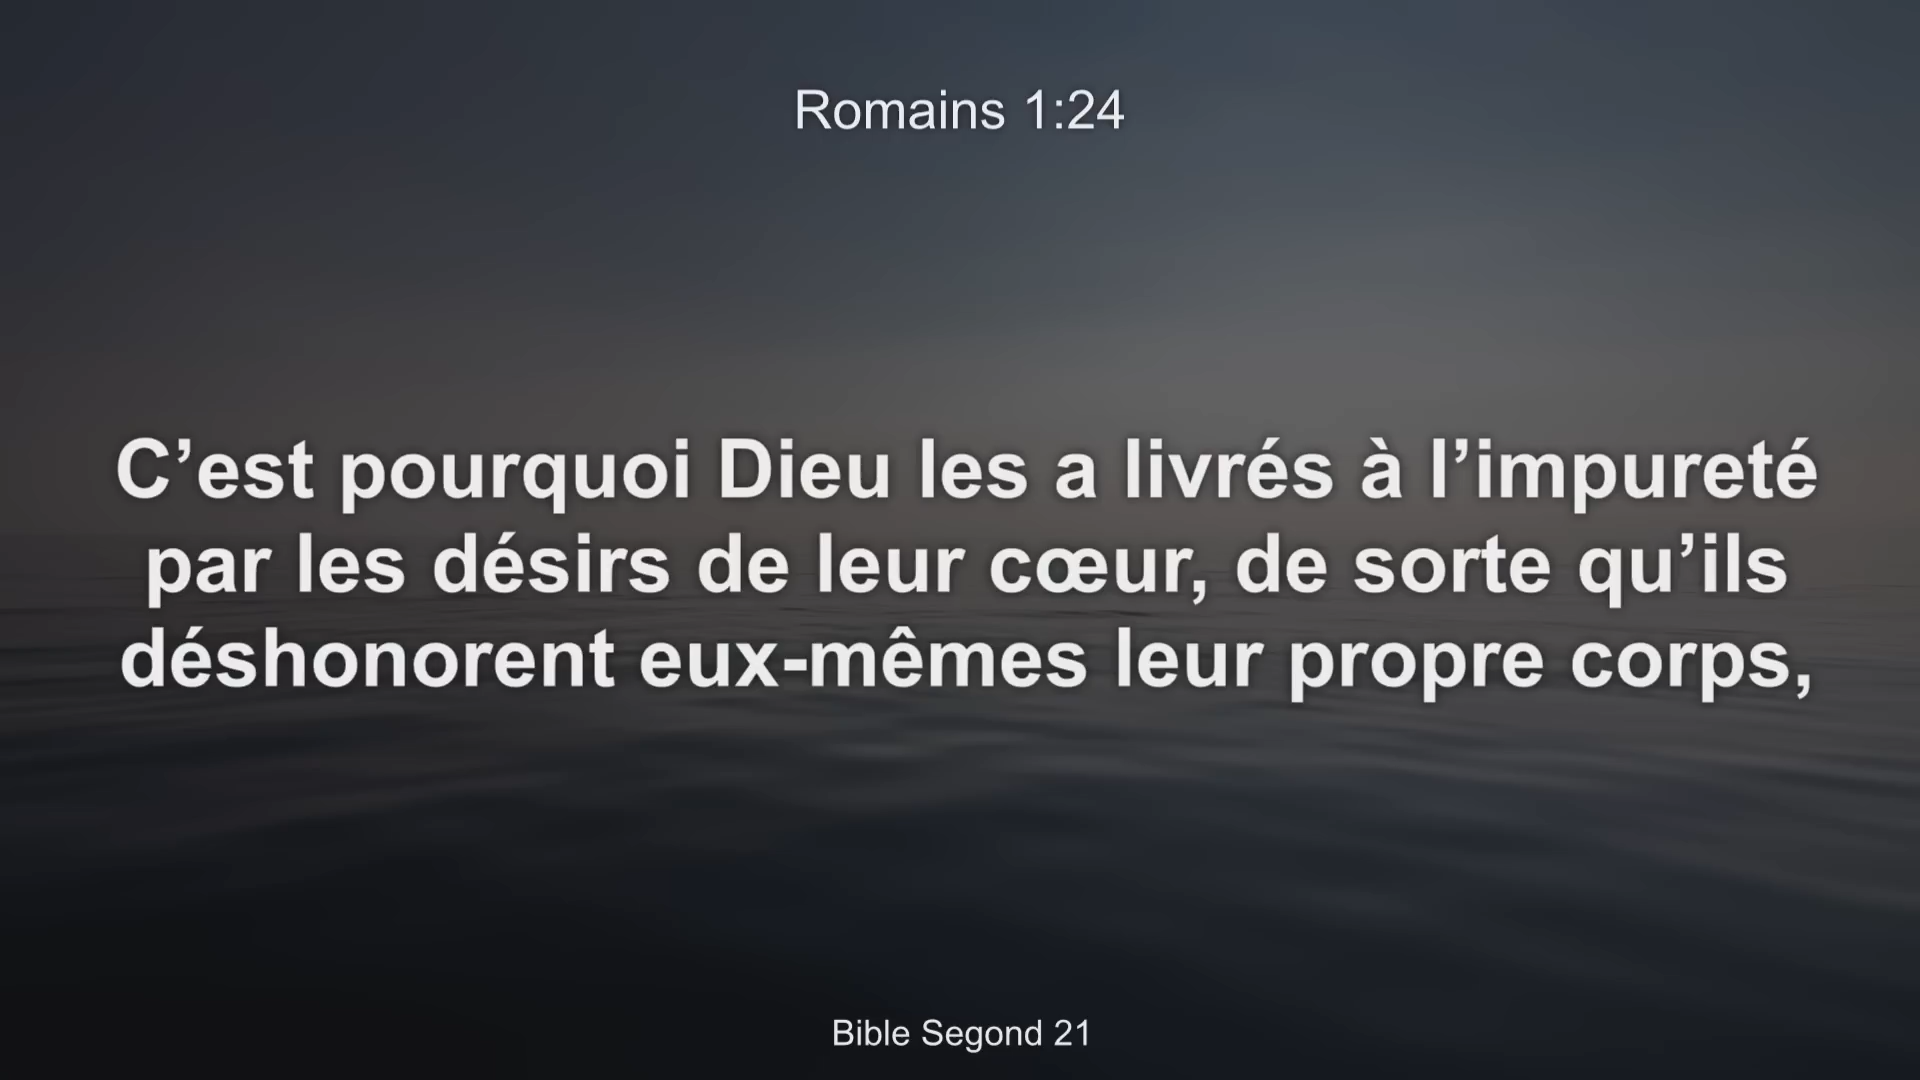 Romains 1:24
C’est pourquoi Dieu les a livrés à l’impureté
par les désirs de leur cœur, de sorte qu’ils
déshonorent eux-mêmes leur propre corps,
Bible Segond 21